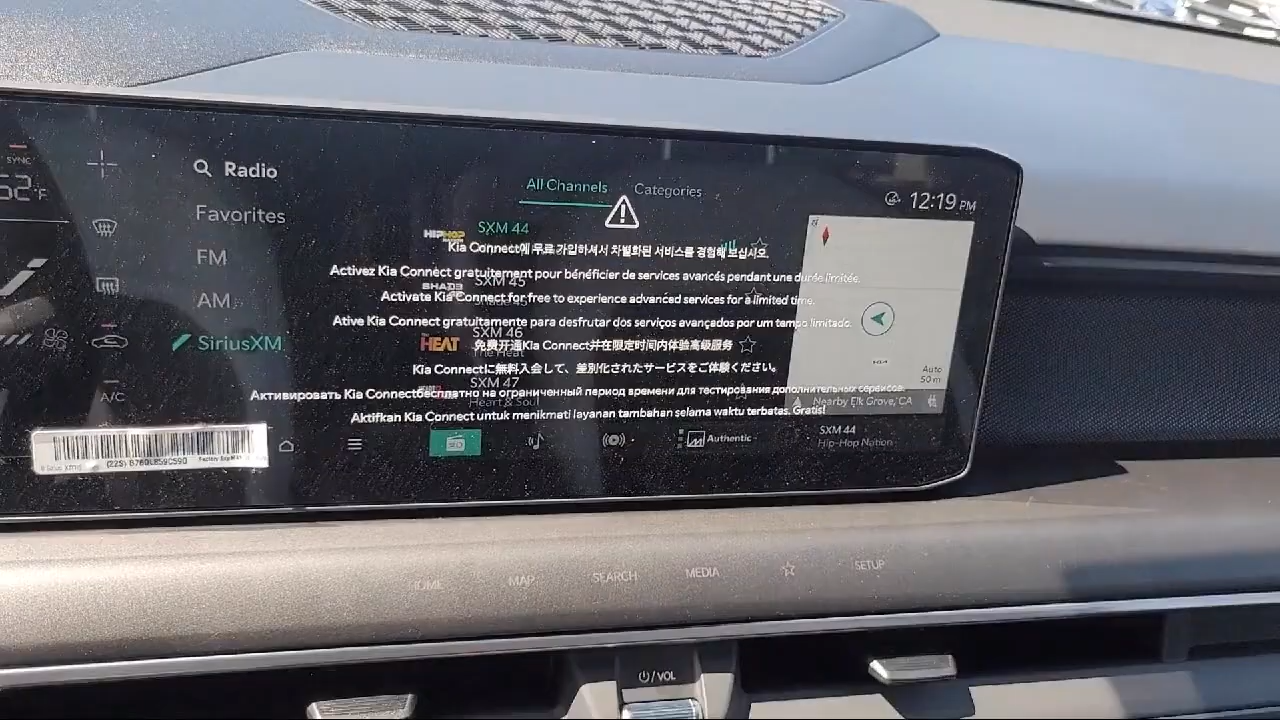 SYNC
Radio
All Channels
Categories
12:19 PM
Favorites
SXM 44
Kia Connect에 무료 가입하셔서 차별화된 서비스를 경험해 보십시오.
FM
Activez Kia Connect gratuitement pour bénéficier de services avancés pendant une durée limitée.
SXM 45
SHADE
AM
Activate Kia Connect for free to experience advanced services for a limited time.
Ative Kia Connect gratuitamente para desfrutar dos serviços avançados por um tempo limitado.
SXM 46
SiriusXM
HEAT
免费开通Kia Connect并在限定时间内体验高级服务
The Heat
Kia Connectに無料入会して、差別化されたサービスをご体験ください。
Auto
50 m
SXM 47
A/C
Активировать Kia Connectбесплатно на ограниченный период времени для тестирования дополнительных сервисов.
Heart & Soul
Nearby Elk Grove, CA
Aktifkan Kia Connect untuk menikmati layanan tambahan selama waktu terbatas. Gratis!
Authentic
SXM 44
Hip-Hop Nation
HOME
MAP
SEARCH
MEDIA
SETUP
/VOL